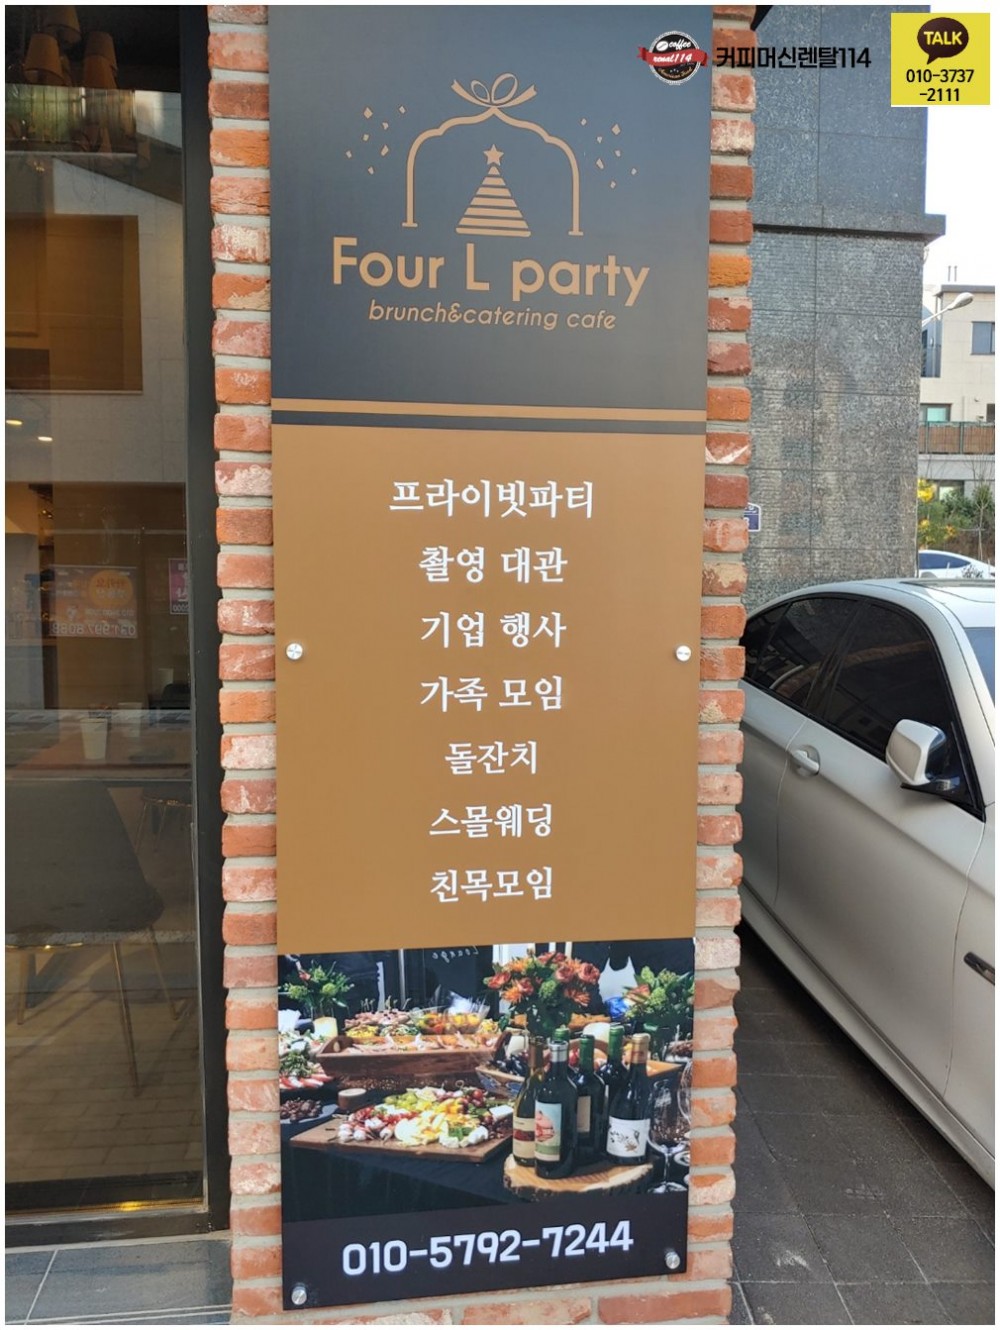 coffee
rental114
커피머신렌탈114
TALK
010-3737
-2111
Four L party
brunch&catering cafe
프라이빗파티
촬영 대관
기업 행사
가족 모임
돌잔치
스몰웨딩
친목모임
010-5792-7244